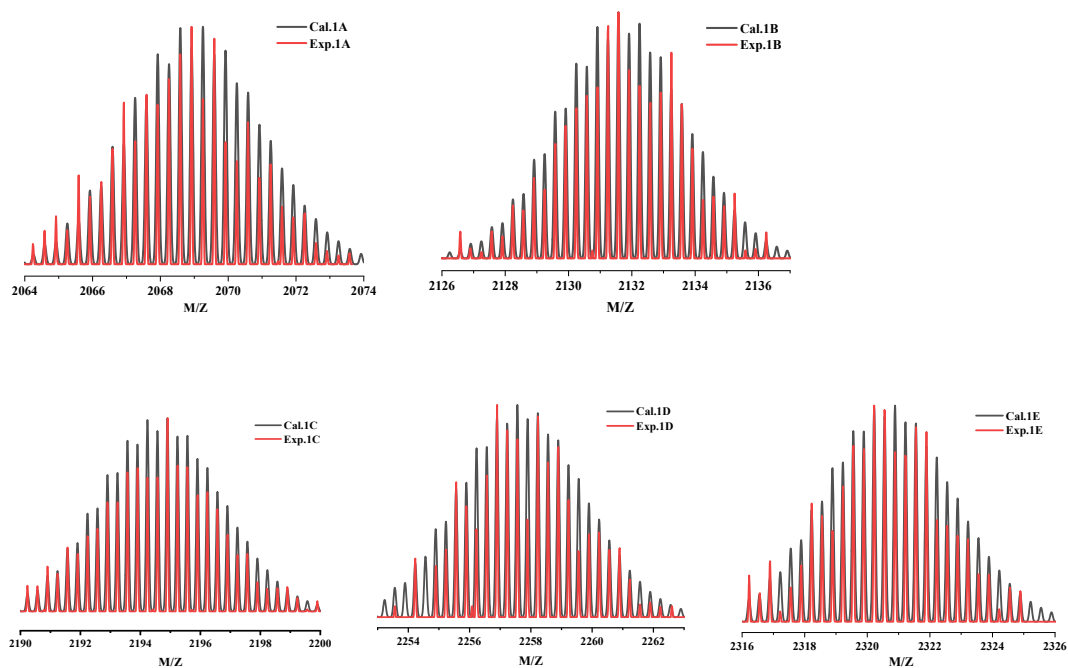 Cal.1A
Exp.1A
2064 2066 2068 2070 2072 2074
M/Z
Cal.1B
Exp.1B
2126 2128 2130 2132 2134 2136
M/Z
Cal.1C
Exp.1C
2190 2192 2194 2196 2198 2200
M/Z
Cal.1D
Exp.1D
2254 2256 2258 2260 2262
M/Z
Cal.1E
Exp.1E
2316 2318 2320 2322 2324 2326
M/Z